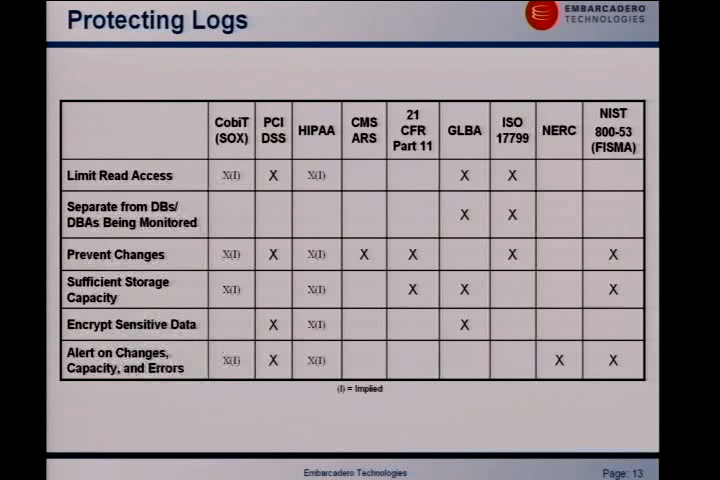 Protecting Logs
EMBARCADERO
TECHNOLOGIES
CobiT (SOX) PCI DSS HIPAA CMS ARS 21 CFR Part 11 GLBA ISO 17799 NERC NIST 800-53 (FISMA)
Limit Read Access X(I) X X(I) X X
Separate from DBs/
DBAs Being Monitored X X
Prevent Changes X(I) X X(I) X X X X
Sufficient Storage
Capacity X(I) X(I) X X X
Encrypt Sensitive Data X X(I) X
Alert on Changes,
Capacity, and Errors X(I) X X(I) X X
(I) = Implied
Embarcadero Technologies
Page: 13